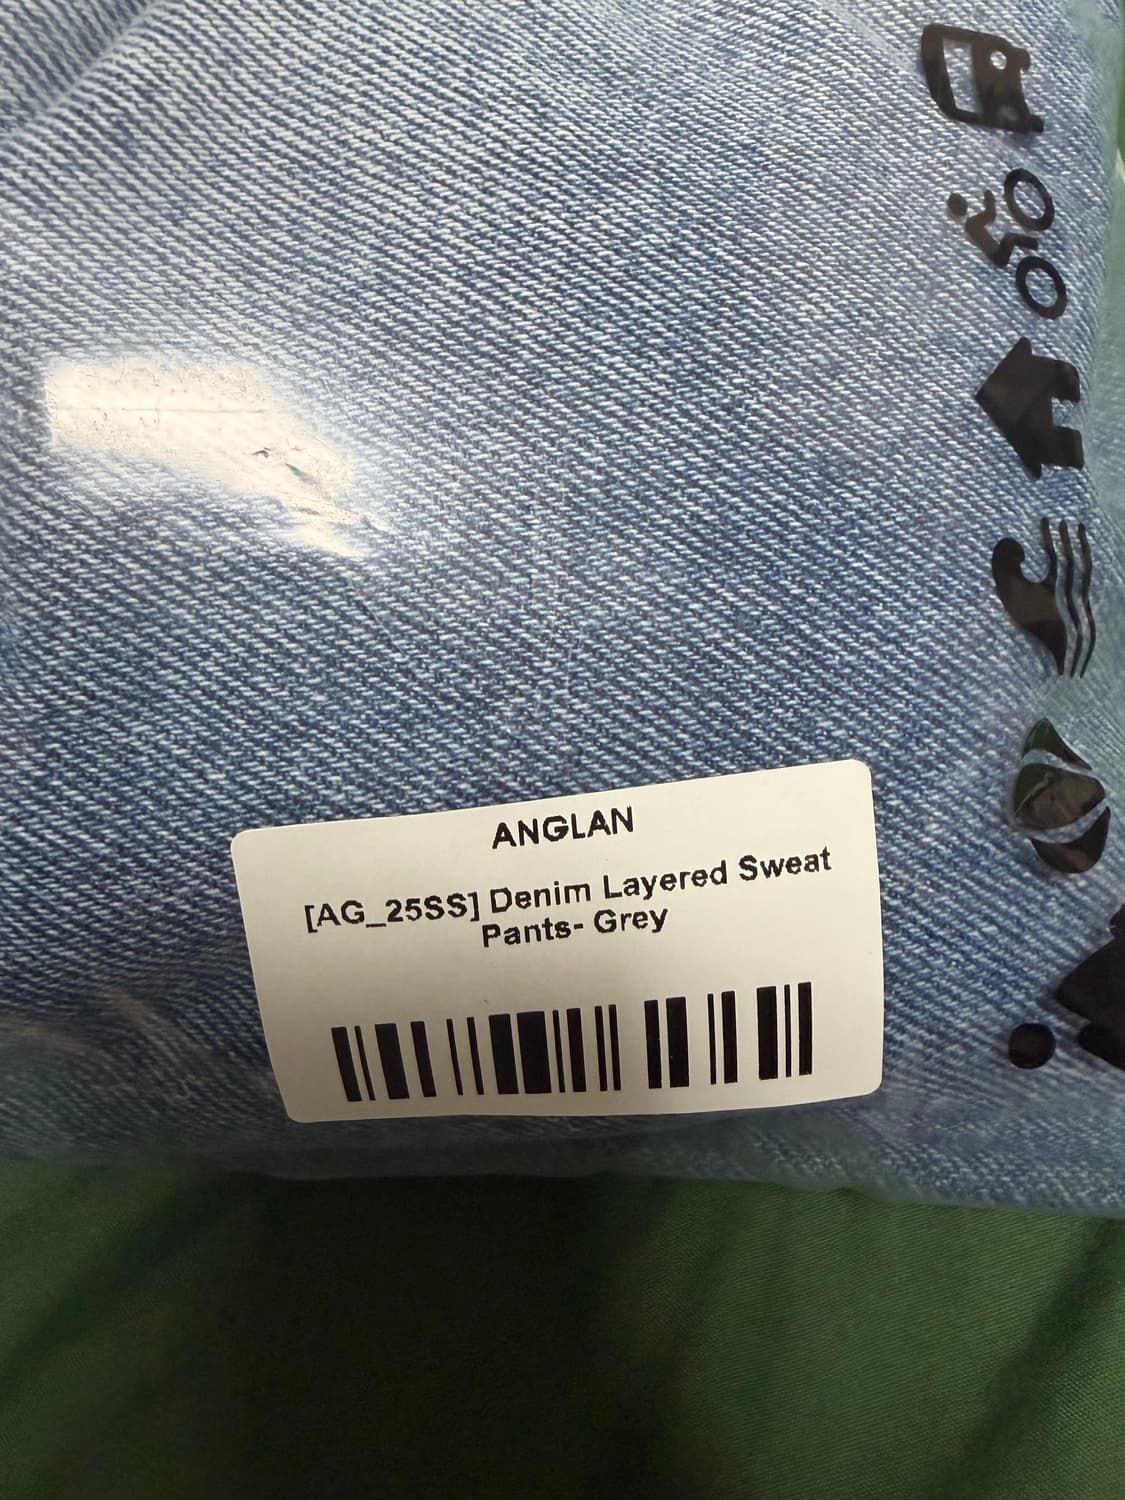 ANGLAN
[AG_25SS] Denim Layered Sweat
Pants- Grey